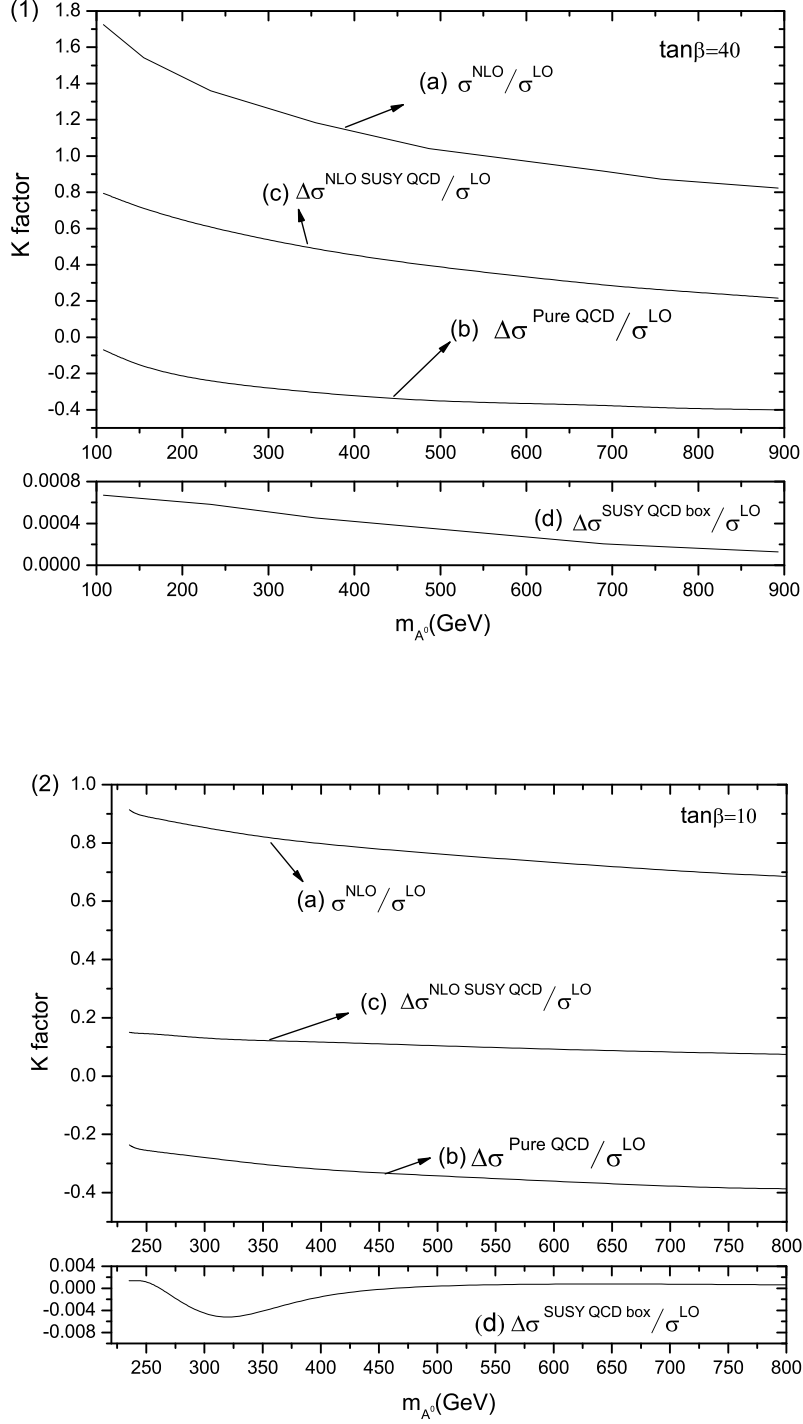 (1)
1.8
1.6
1.4
1.2
1.0
0.8
0.6
0.4
0.2
0.0
-0.2
-0.4
K factor
tanβ=40
(a) σ^NLO/σ^LO
(c) Δσ^NLO SUSY QCD/σ^LO
(b) Δσ^Pure QCD/σ^LO
100 200 300 400 500 600 700 800 900
0.0008
0.0004
0.0000
(d) Δσ^SUSY QCD box/σ^LO
100 200 300 400 500 600 700 800 900
m_A⁰(GeV)
(2)
1.0
0.8
0.6
0.4
0.2
0.0
-0.2
-0.4
K factor
tanβ=10
(a) σ^NLO/σ^LO
(c) Δσ^NLO SUSY QCD/σ^LO
(b) Δσ^Pure QCD/σ^LO
250 300 350 400 450 500 550 600 650 700 750 800
0.004
0.000
-0.004
-0.008
(d) Δσ^SUSY QCD box/σ^LO
250 300 350 400 450 500 550 600 650 700 750 800
m_A⁰(GeV)